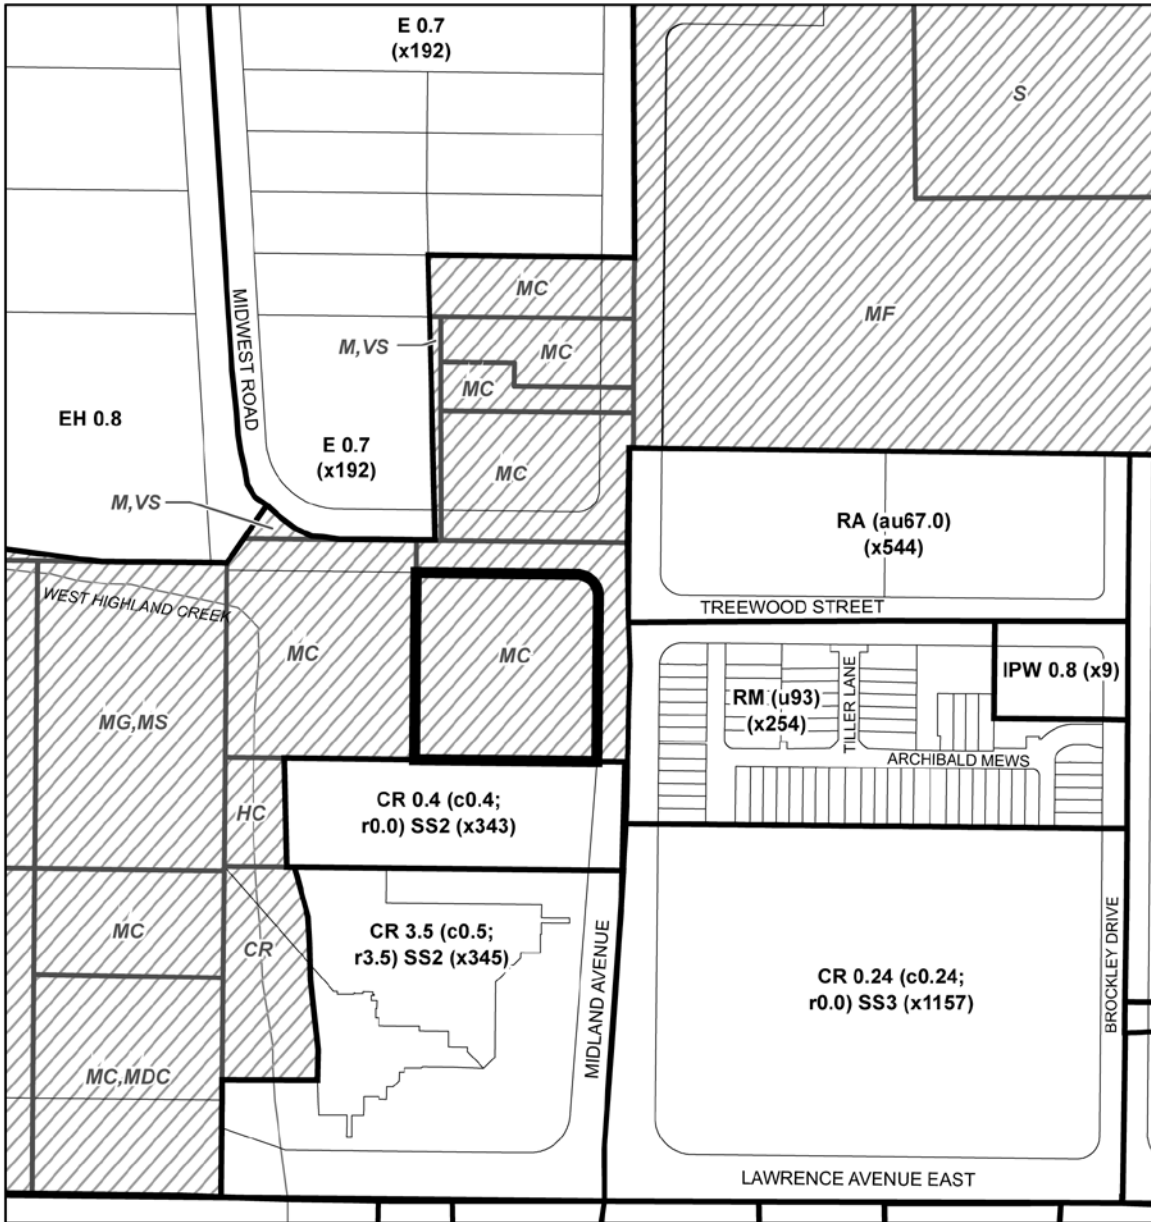 E 0.7
(x192)
S
MC
MIDWEST ROAD
MF
M,VS
MC
MC
EH 0.8
E 0.7
(x192)
MC
M,VS
RA (au67.0)
(x544)
WEST HIGHLAND CREEK
TREEWOOD STREET
MC
MC
IPW 0.8 (x9)
RM (u93)
(x254)
TILLER LANE
MG,MS
ARCHIBALD MEWS
HC
CR 0.4 (c0.4;
r0.0) SS2 (x343)
MC
CR
CR 3.5 (c0.5;
r3.5) SS2 (x345)
MIDLAND AVENUE
CR 0.24 (c0.24;
r0.0) SS3 (x1157)
BROCKLEY DRIVE
MC,MDC
LAWRENCE AVENUE EAST